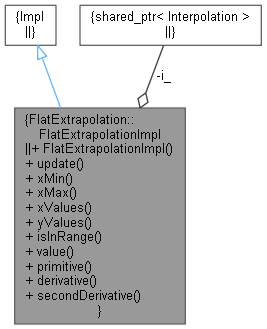 {Impl
||}
{shared_ptr< Interpolation >
||}
-i_
{FlatExtrapolation::
FlatExtrapolationImpl
||+ FlatExtrapolationImpl()
+ update()
+ xMin()
+ xMax()
+ xValues()
+ yValues()
+ isInRange()
+ value()
+ primitive()
+ derivative()
+ secondDerivative()
}